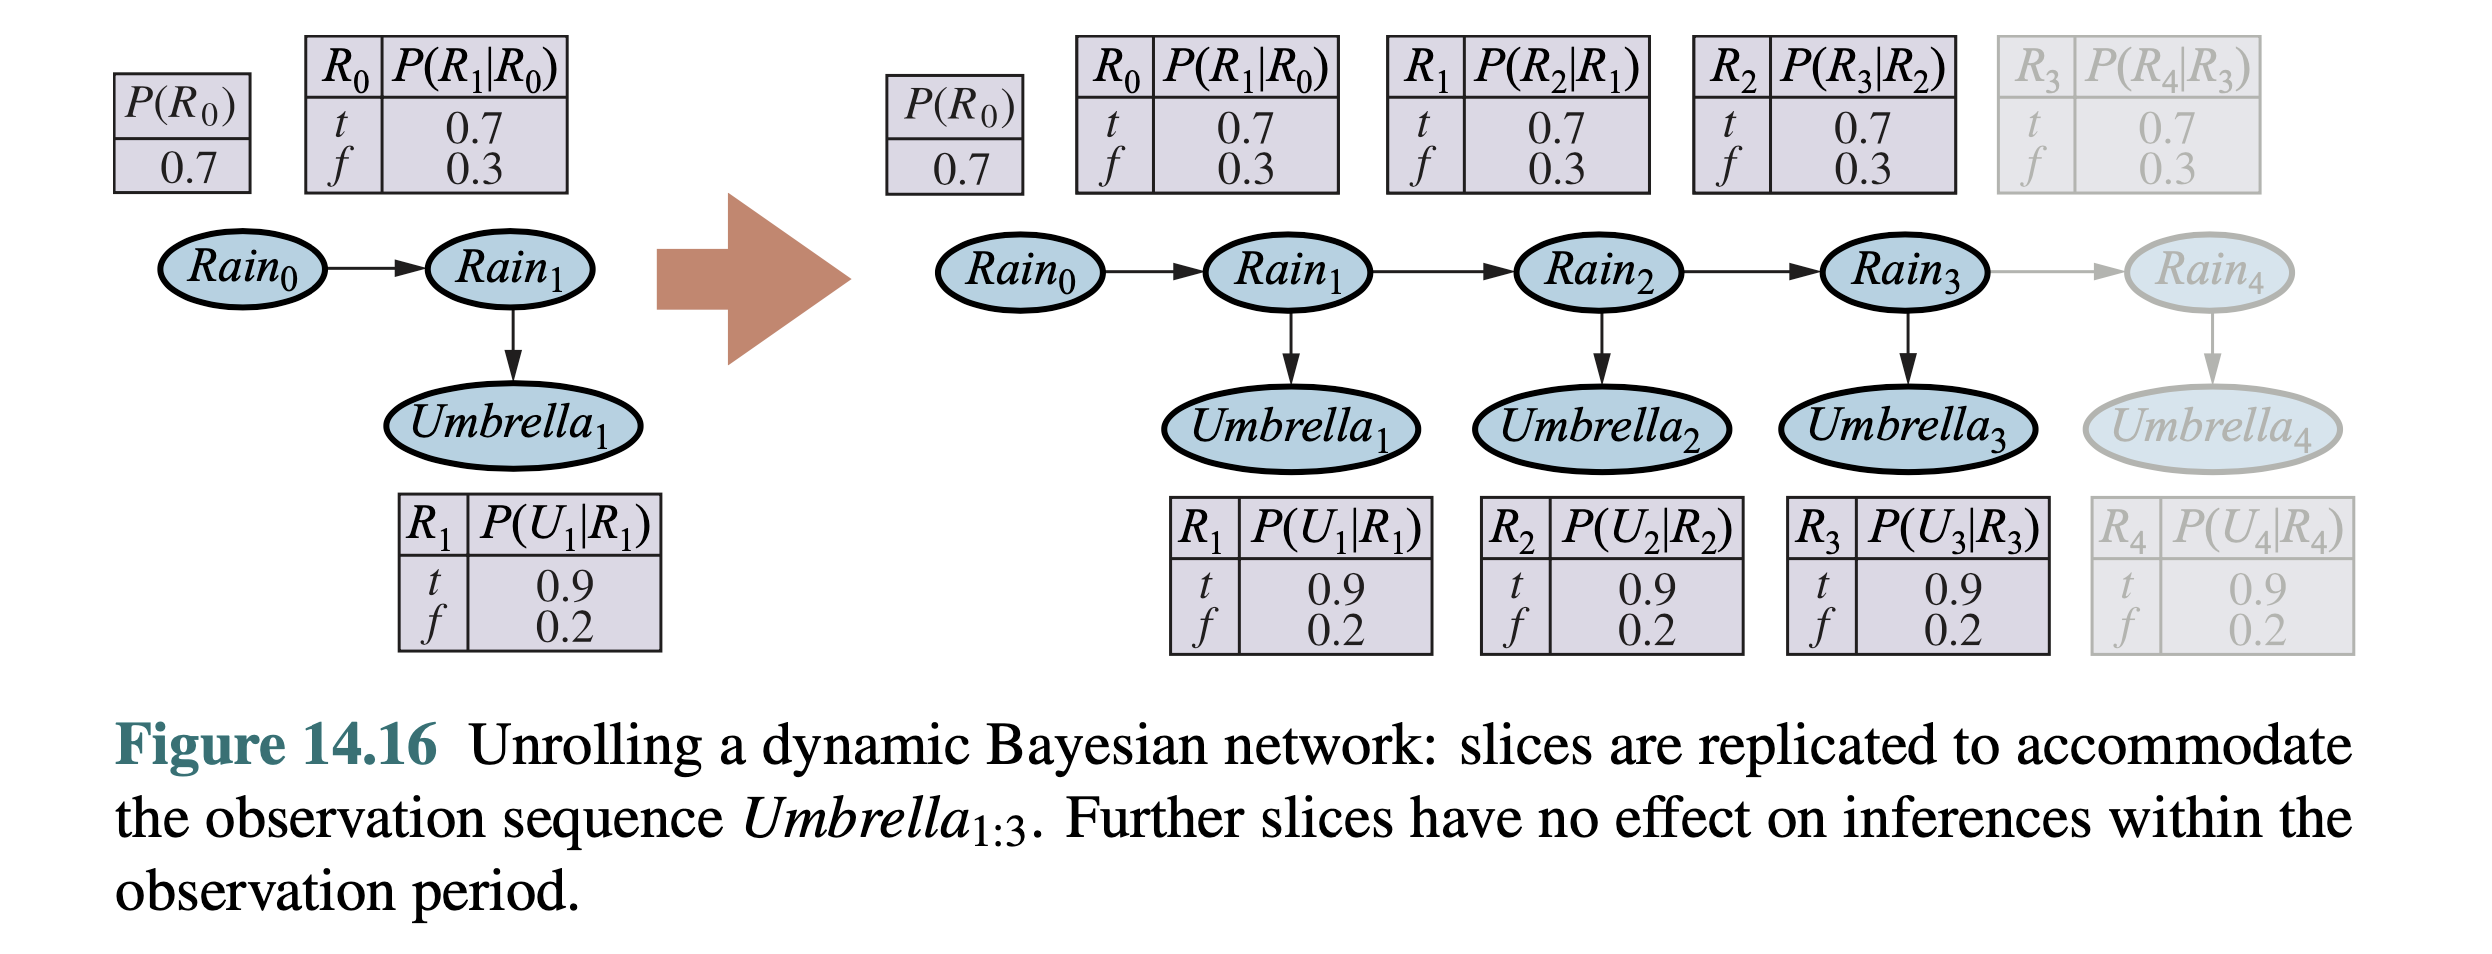 P(R0)
0.7
R0 P(R1|R0)
t 0.7
f 0.3
Rain0
Rain1
Umbrella1
R1 P(U1|R1)
t 0.9
f 0.2
P(R0)
0.7
R0 P(R1|R0)
t 0.7
f 0.3
R1 P(R2|R1)
t 0.7
f 0.3
R2 P(R3|R2)
t 0.7
f 0.3
R3 P(R4|R3)
t 0.7
f 0.3
Rain0
Rain1
Rain2
Rain3
Rain4
Umbrella1
Umbrella2
Umbrella3
Umbrella4
R1 P(U1|R1)
t 0.9
f 0.2
R2 P(U2|R2)
t 0.9
f 0.2
R3 P(U3|R3)
t 0.9
f 0.2
R4 P(U4|R4)
t 0.9
f 0.2
Figure 14.16 Unrolling a dynamic Bayesian network: slices are replicated to accommodate
the observation sequence Umbrella1:3. Further slices have no effect on inferences within the
observation period.